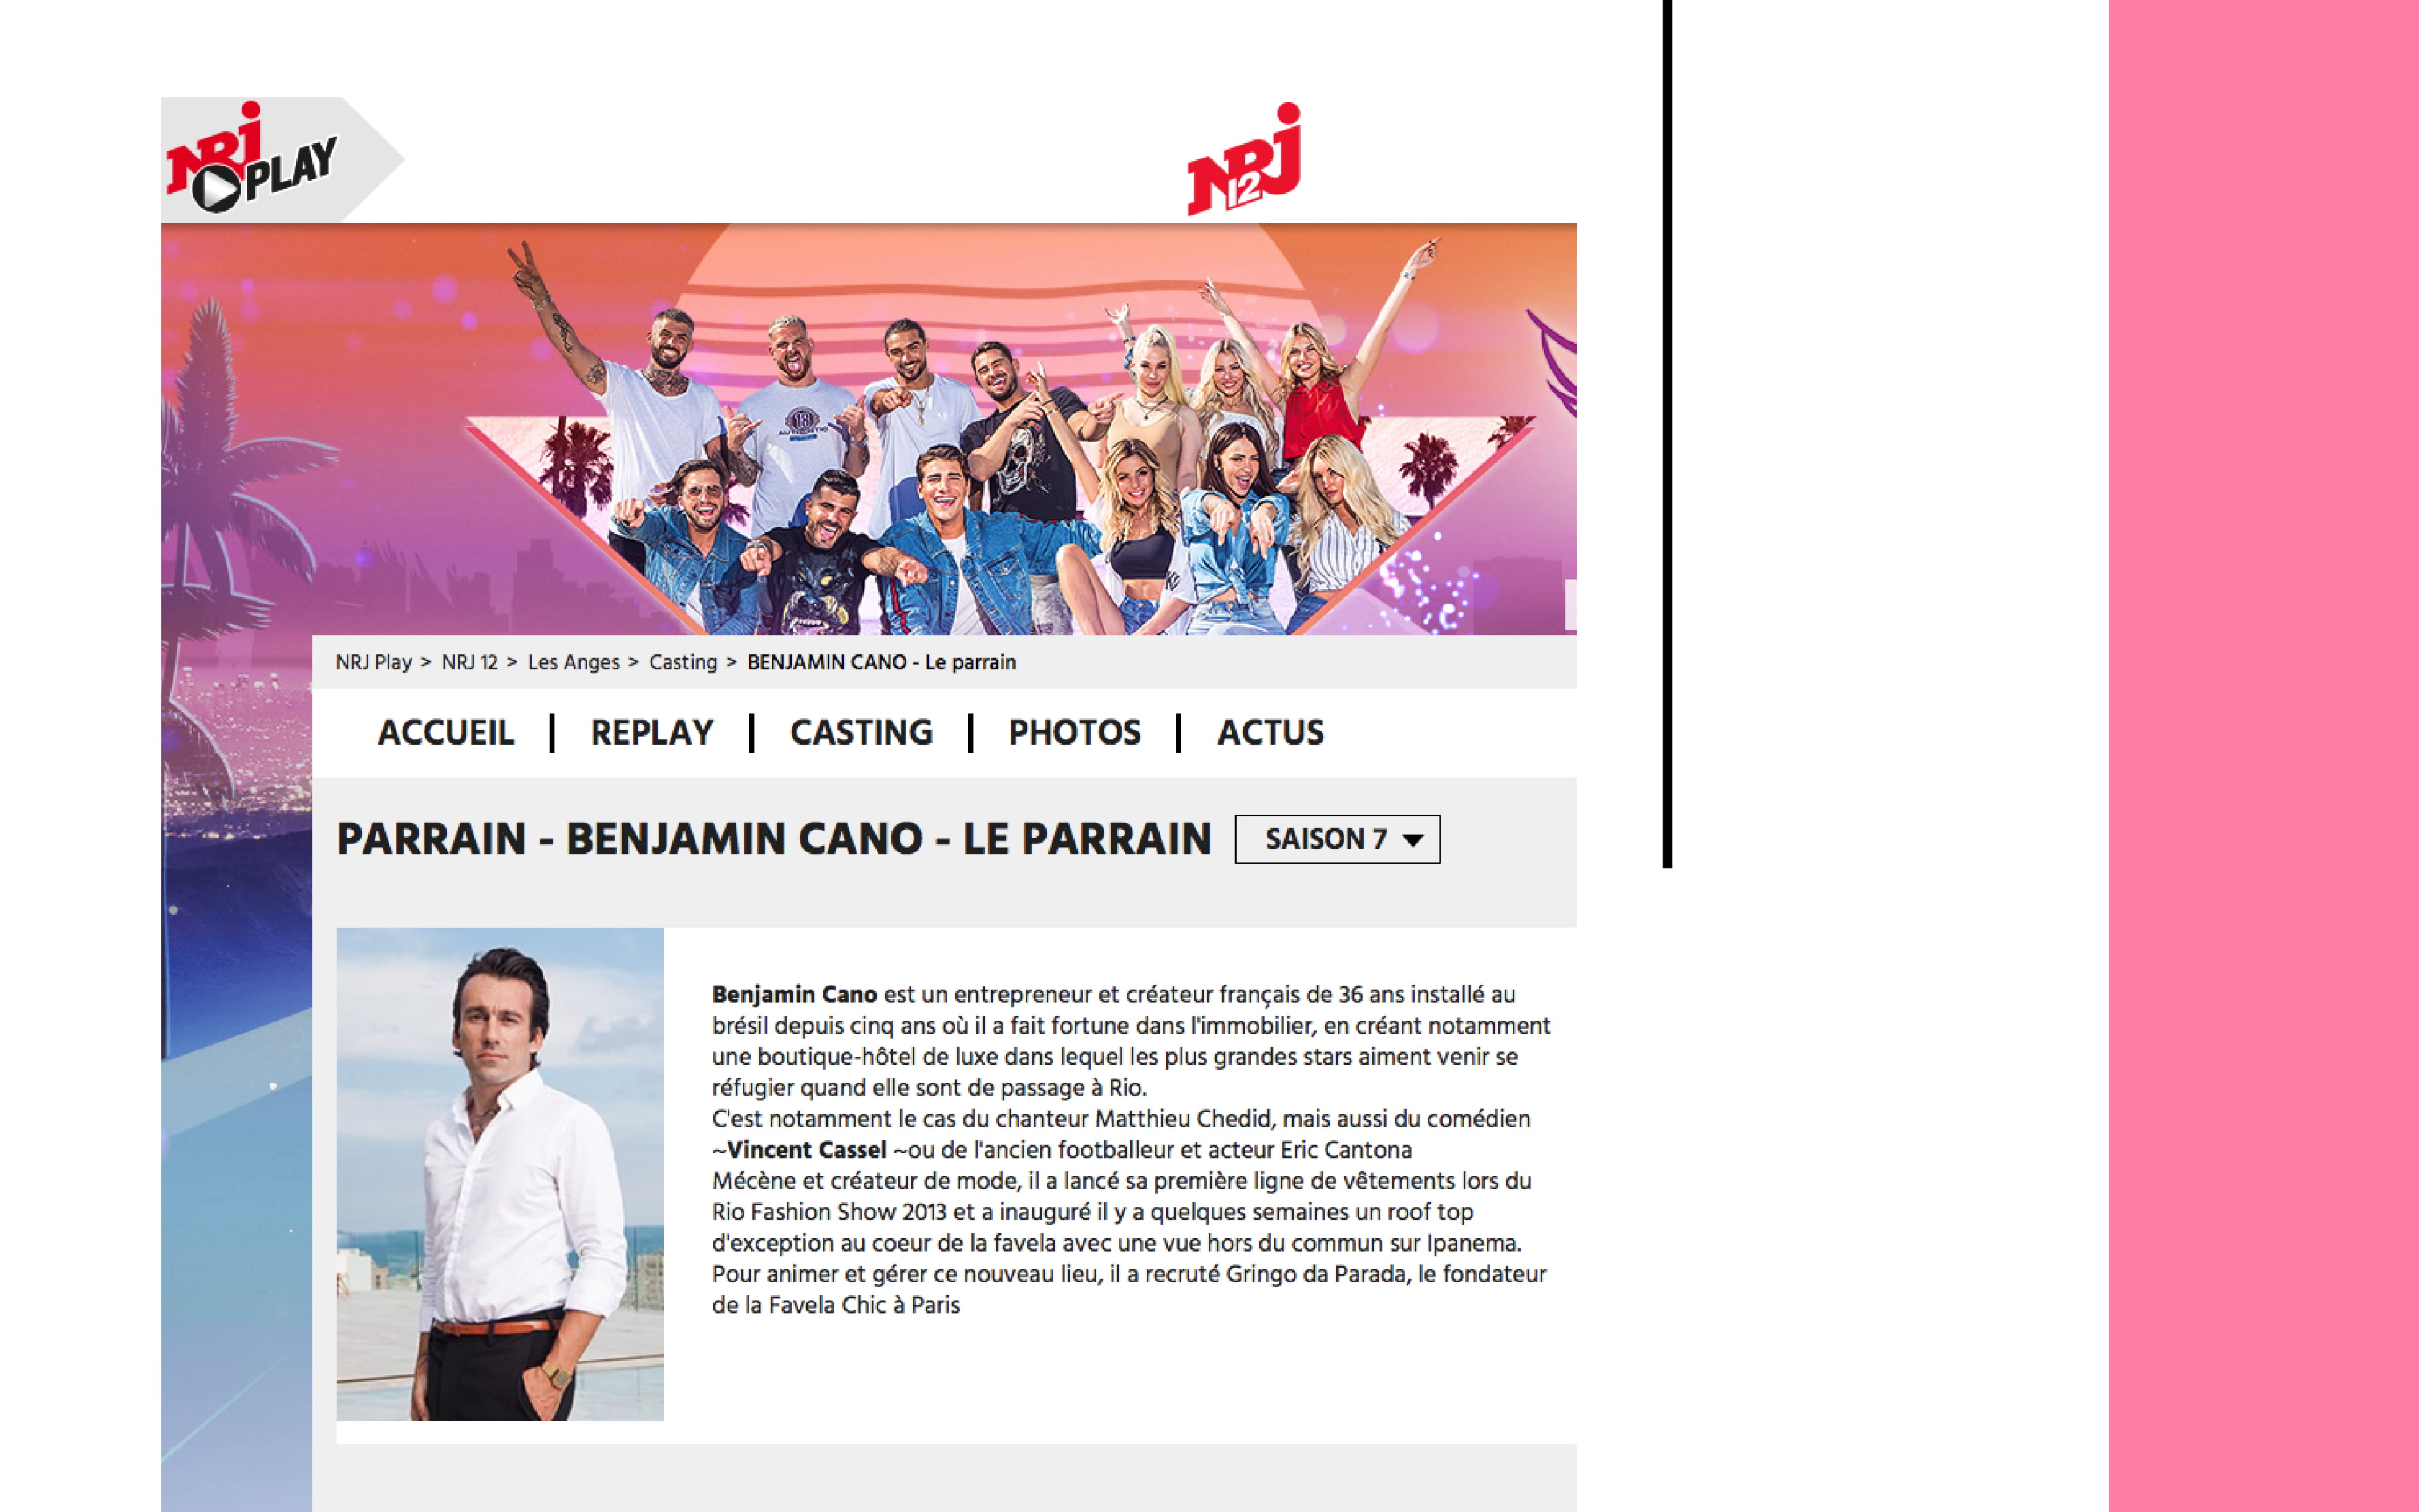 NRJ PLAY
NRJ 12
NRJ Play > NRJ 12 > Les Anges > Casting > BENJAMIN CANO - Le parrain
ACCUEIL | REPLAY | CASTING | PHOTOS | ACTUS
PARRAIN - BENJAMIN CANO - LE PARRAIN SAISON 7
Benjamin Cano est un entrepreneur et créateur français de 36 ans installé au
brésil depuis cinq ans où il a fait fortune dans l'immobilier, en créant notamment
une boutique-hôtel de luxe dans lequel les plus grandes stars aiment venir se
réfugier quand elle sont de passage à Rio.
C'est notamment le cas du chanteur Matthieu Chedid, mais aussi du comédien
~Vincent Cassel ~ou de l'ancien footballeur et acteur Eric Cantona
Mécène et créateur de mode, il a lancé sa première ligne de vêtements lors du
Rio Fashion Show 2013 et a inauguré il y a quelques semaines un roof top
d'exception au coeur de la favela avec une vue hors du commun sur Ipanema.
Pour animer et gérer ce nouveau lieu, il a recruté Gringo da Parada, le fondateur
de la Favela Chic à Paris